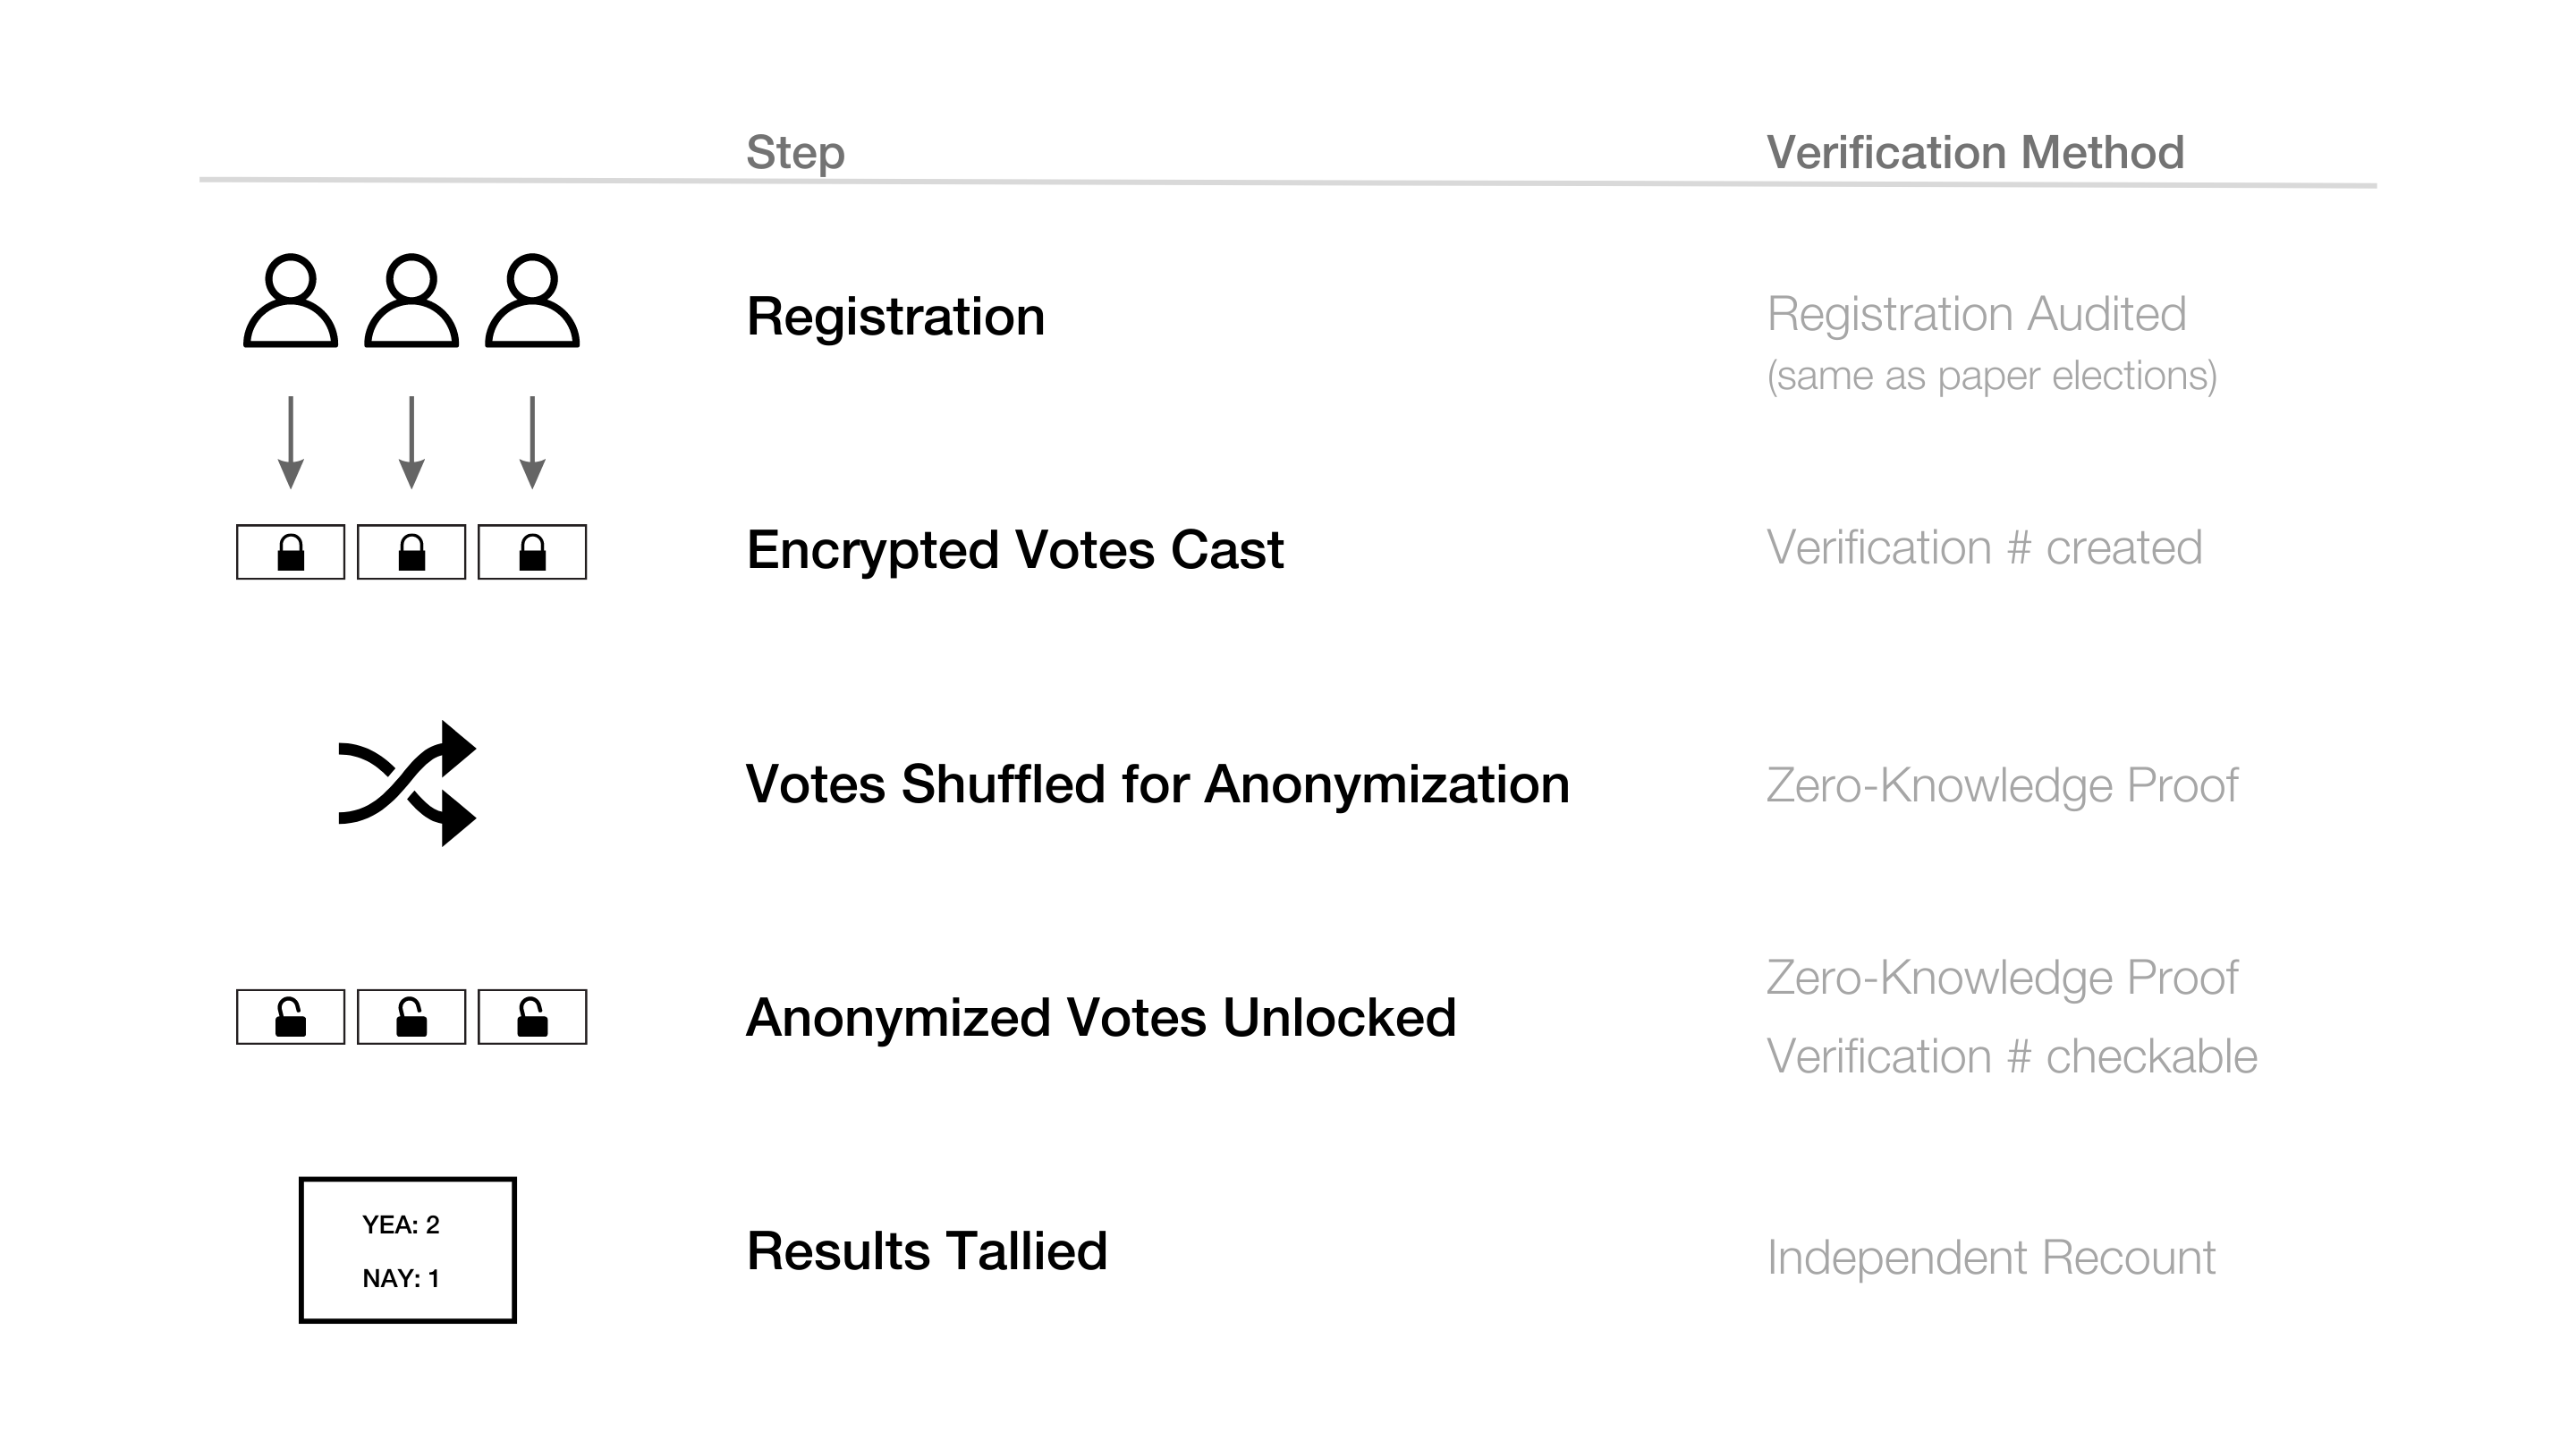 Step
Verification Method
Registration
Registration Audited
(same as paper elections)
Encrypted Votes Cast
Verification # created
Votes Shuffled for Anonymization
Zero-Knowledge Proof
Anonymized Votes Unlocked
Zero-Knowledge Proof
Verification # checkable
YEA: 2
NAY: 1
Results Tallied
Independent Recount